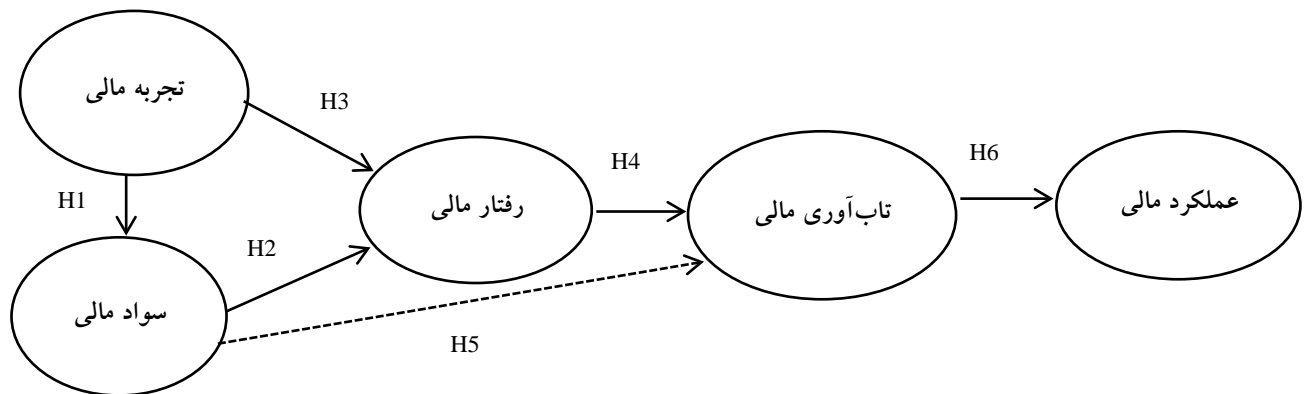 تجربه مالی
H3
H1
رفتار مالی
H4
تاب‌آوری مالی
H6
عملکرد مالی
H2
سواد مالی
H5